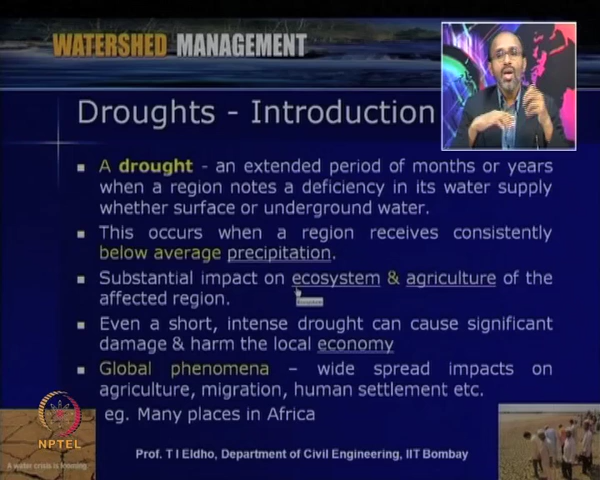 WATERSHED MANAGEMENT
Droughts - Introduction
A drought - an extended period of months or years
when a region notes a deficiency in its water supply
whether surface or underground water.
This occurs when a region receives consistently
below average precipitation.
Substantial impact on ecosystem & agriculture of the
affected region.
Even a short, intense drought can cause significant
damage & harm the local economy
Global phenomena – wide spread impacts on
agriculture, migration, human settlement etc.
eg. Many places in Africa
NPTEL
A water crisis is looming
Prof. T I Eldho, Department of Civil Engineering, IIT Bombay